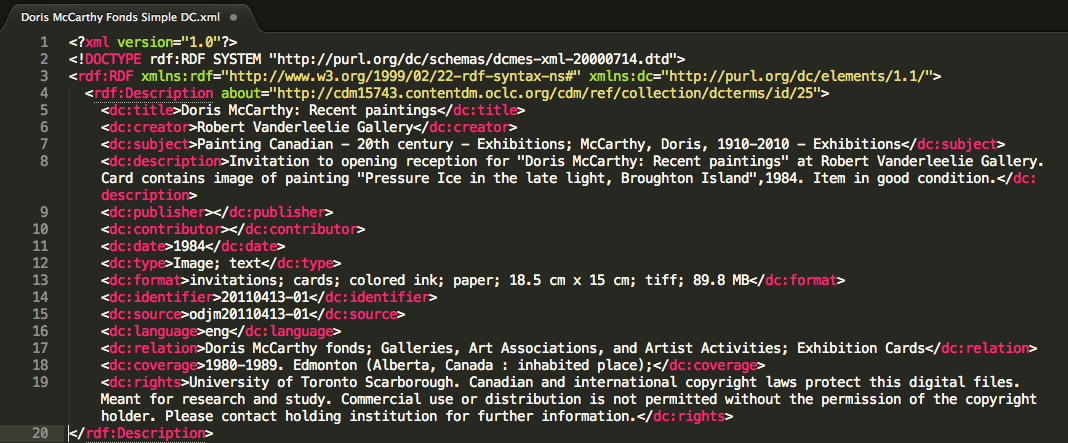 Doris McCarthy Fonds Simple DC.xml
1 <?xml version="1.0"?>
2 <!DOCTYPE rdf:RDF SYSTEM "http://purl.org/dc/schemas/dcmes-xml-20000714.dtd">
3 <rdf:RDF xmlns:rdf="http://www.w3.org/1999/02/22-rdf-syntax-ns#" xmlns:dc="http://purl.org/dc/elements/1.1/">
4 <rdf:Description about="http://cdm15743.contentdm.oclc.org/cdm/ref/collection/dcterms/id/25">
5 <dc:title>Doris McCarthy: Recent paintings</dc:title>
6 <dc:creator>Robert Vanderleelie Gallery</dc:creator>
7 <dc:subject>Painting Canadian - 20th century - Exhibitions; McCarthy, Doris, 1910-2010 - Exhibitions</dc:subject>
8 <dc:description>Invitation to opening reception for "Doris McCarthy: Recent paintings" at Robert Vanderleelie Gallery.
Card contains image of painting "Pressure Ice in the late light, Broughton Island",1984. Item in good condition.</dc:
description>
9 <dc:publisher></dc:publisher>
10 <dc:contributor></dc:contributor>
11 <dc:date>1984</dc:date>
12 <dc:type>Image; text</dc:type>
13 <dc:format>invitations; cards; colored ink; paper; 18.5 cm x 15 cm; tiff; 89.8 MB</dc:format>
14 <dc:identifier>20110413-01</dc:identifier>
15 <dc:source>odjm20110413-01</dc:source>
16 <dc:language>eng</dc:language>
17 <dc:relation>Doris McCarthy fonds; Galleries, Art Associations, and Artist Activities; Exhibition Cards</dc:relation>
18 <dc:coverage>1980-1989. Edmonton (Alberta, Canada : inhabited place);</dc:coverage>
19 <dc:rights>University of Toronto Scarborough. Canadian and international copyright laws protect this digital files.
Meant for research and study. Commercial use or distribution is not permitted without the permission of the copyright
holder. Please contact holding institution for further information.</dc:rights>
20 </rdf:Description>